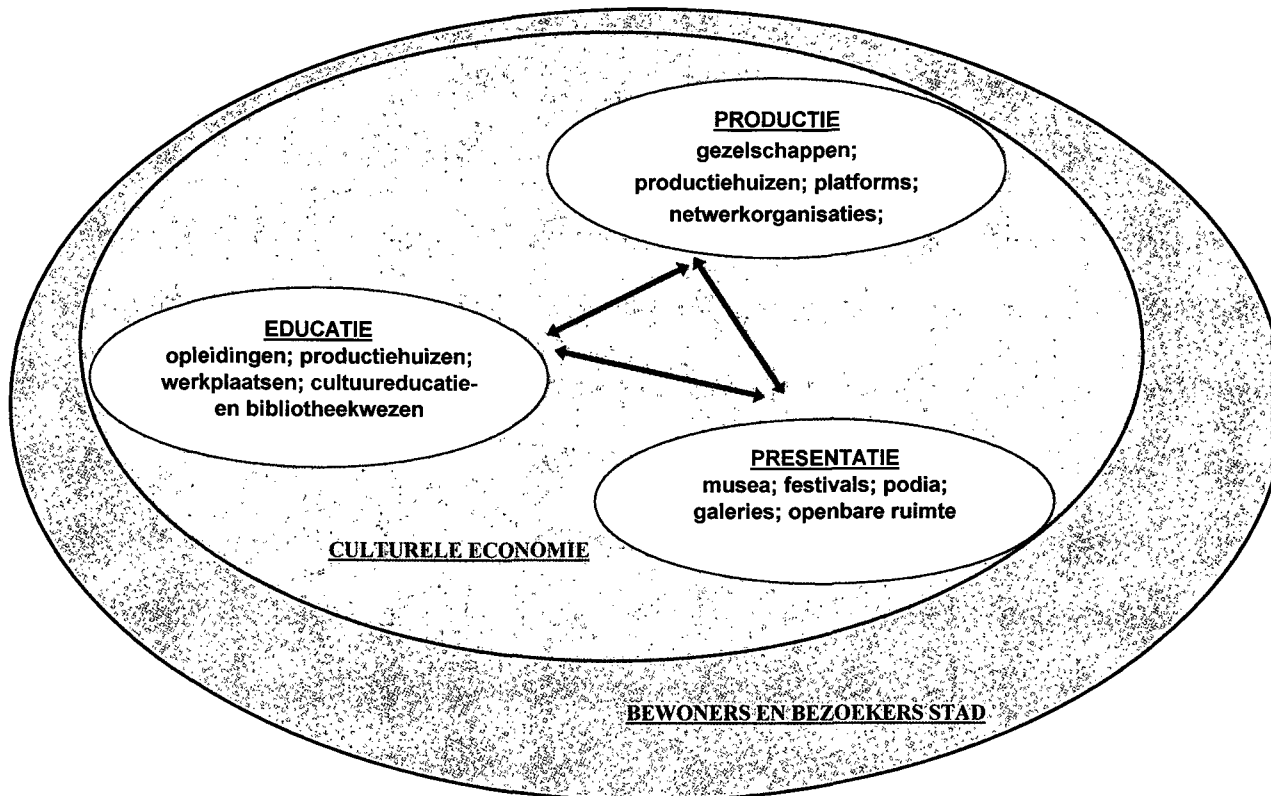 PRODUCTIE
gezelschappen;
productiehuizen; platforms;
netwerkorganisaties;
EDUCATIE
opleidingen; productiehuizen;
werkplaatsen; cultuureducatie-
en bibliotheekwezen
PRESENTATIE
musea; festivals; podia;
galeries; openbare ruimte
CULTURELE ECONOMIE
BEWONERS EN BEZOEKERS STAD